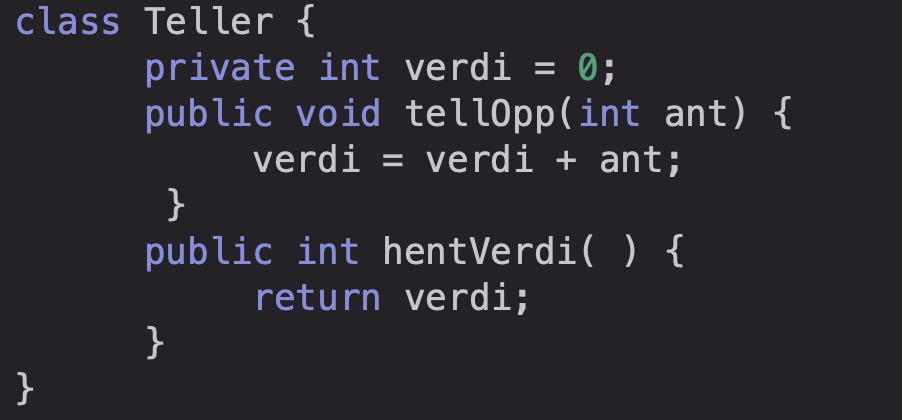 class Teller {
private int verdi = 0;
public void tellOpp(int ant) {
verdi = verdi + ant;
}
public int hentVerdi( ) {
return verdi;
}
}